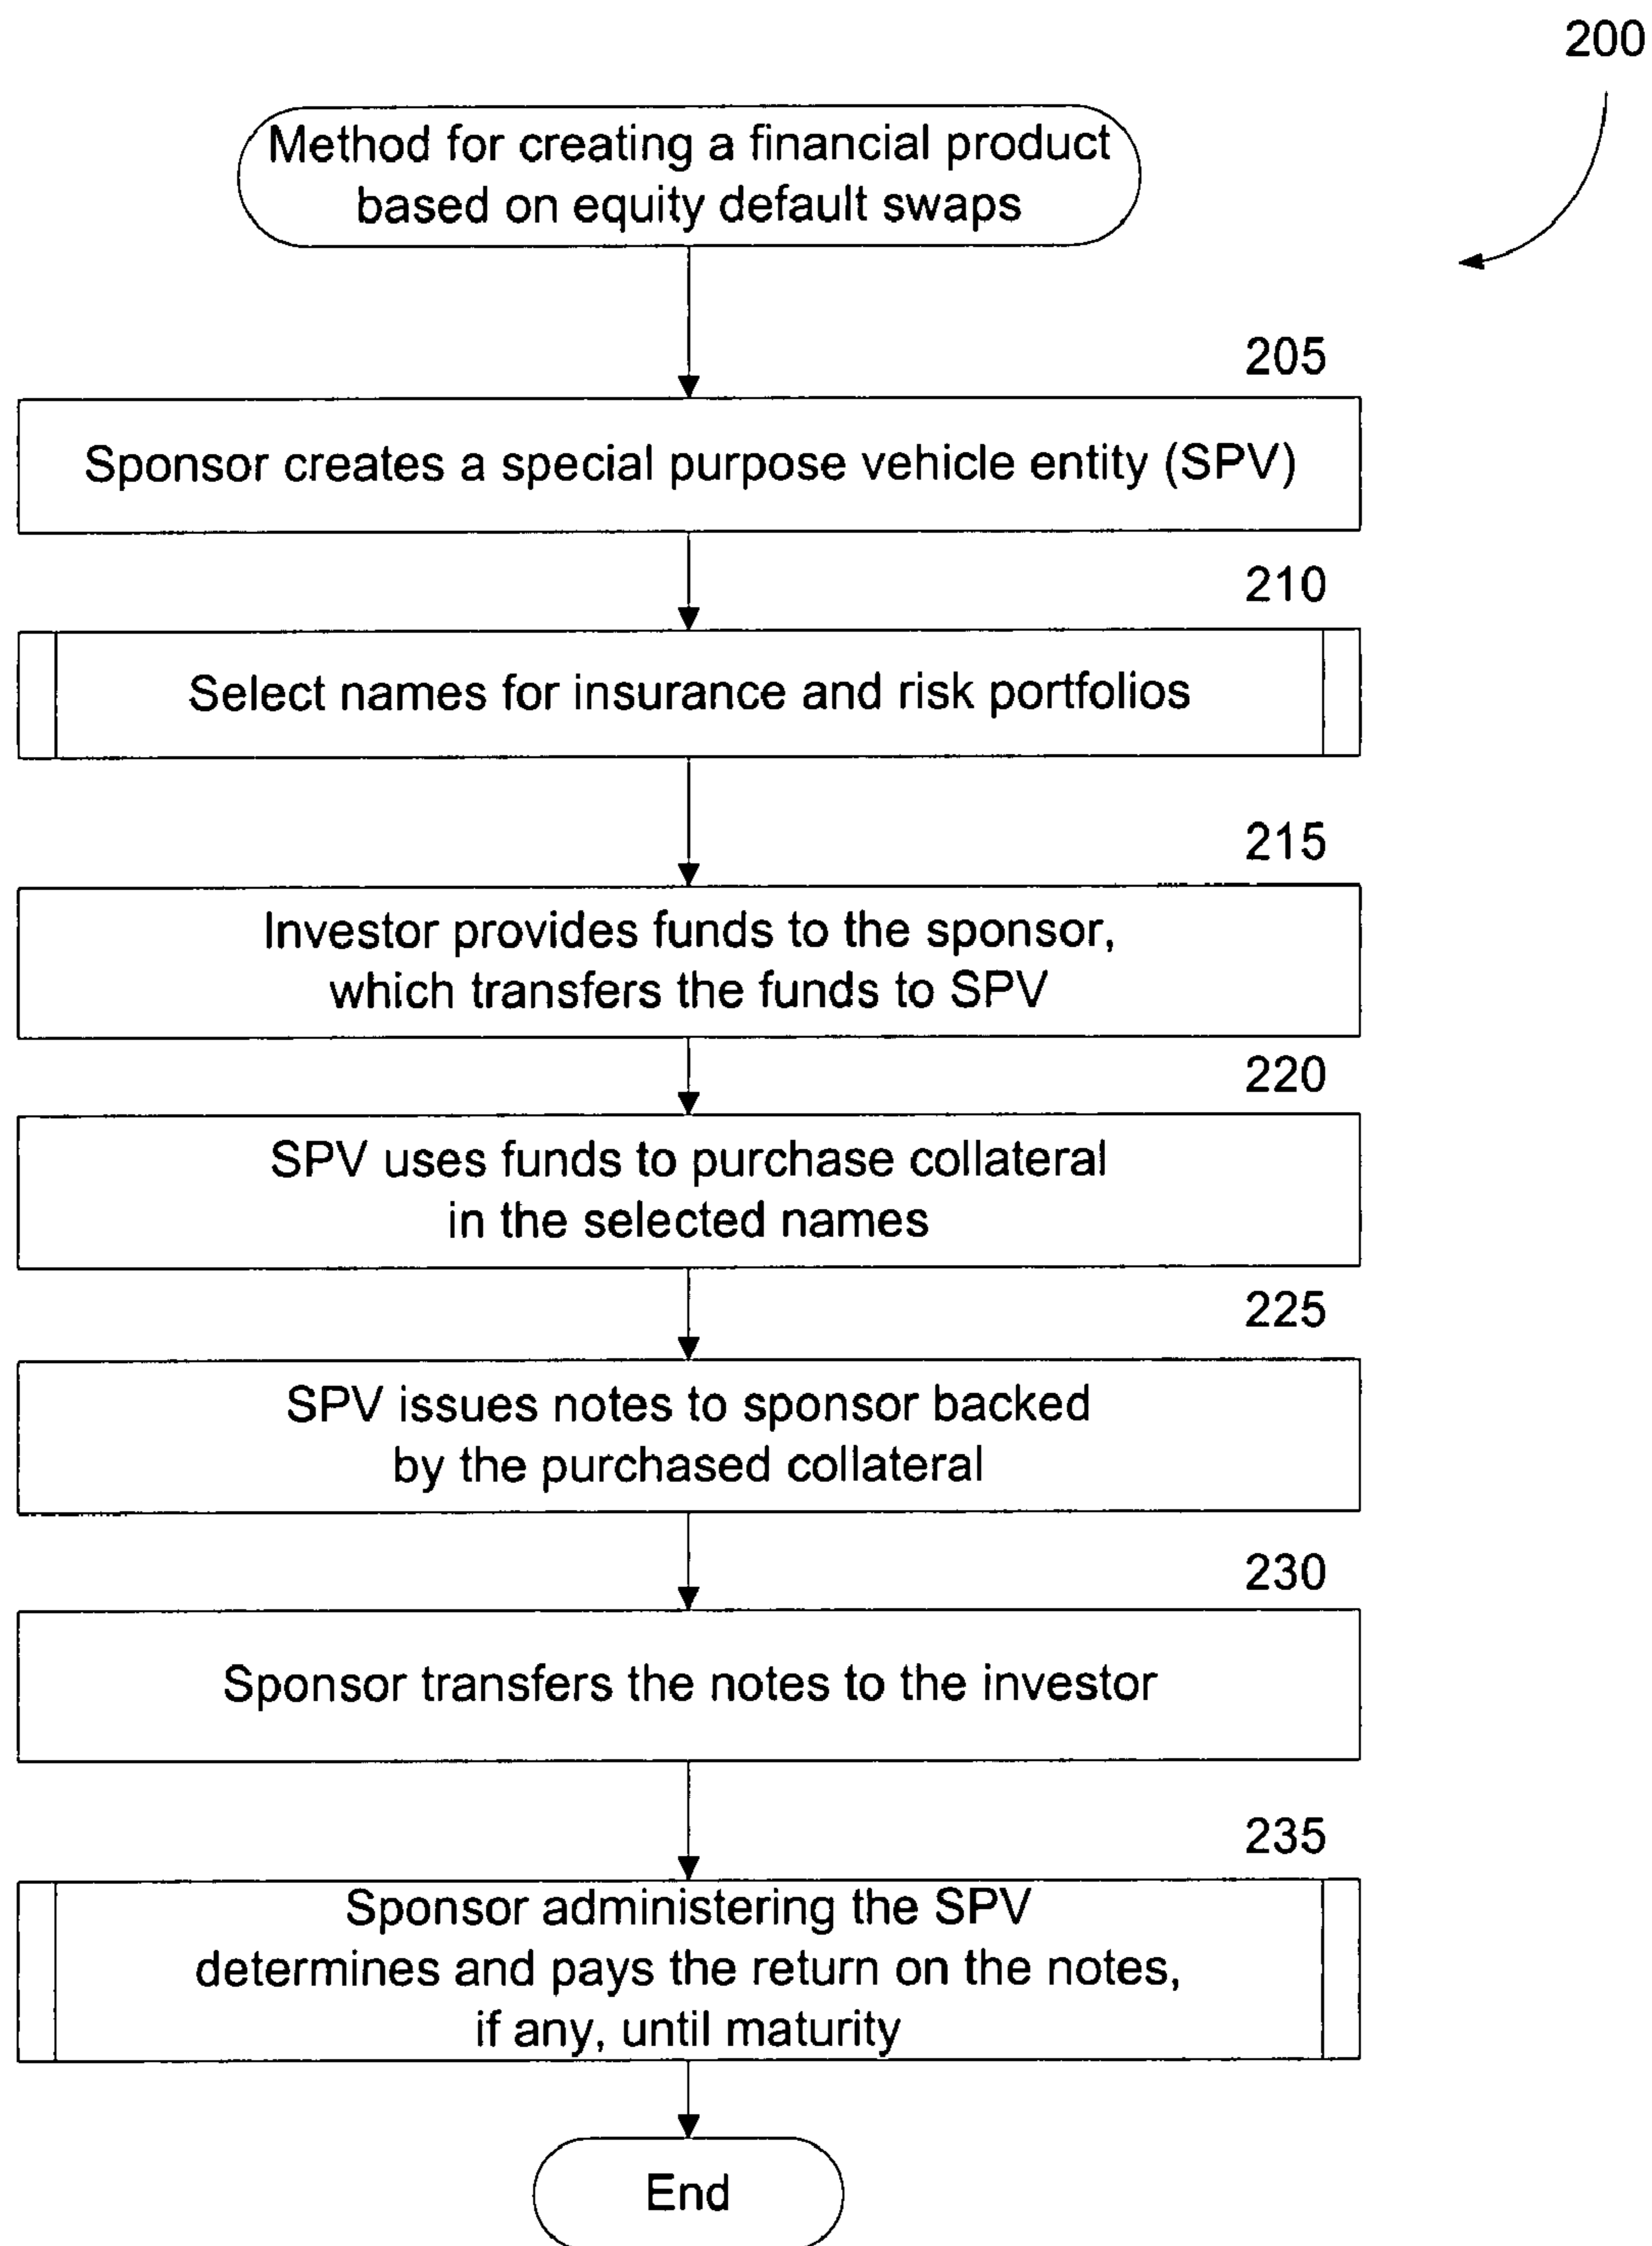 200
Method for creating a financial product
based on equity default swaps
205
Sponsor creates a special purpose vehicle entity (SPV)
210
Select names for insurance and risk portfolios
215
Investor provides funds to the sponsor,
which transfers the funds to SPV
220
SPV uses funds to purchase collateral
in the selected names
225
SPV issues notes to sponsor backed
by the purchased collateral
230
Sponsor transfers the notes to the investor
235
Sponsor administering the SPV
determines and pays the return on the notes,
if any, until maturity
End